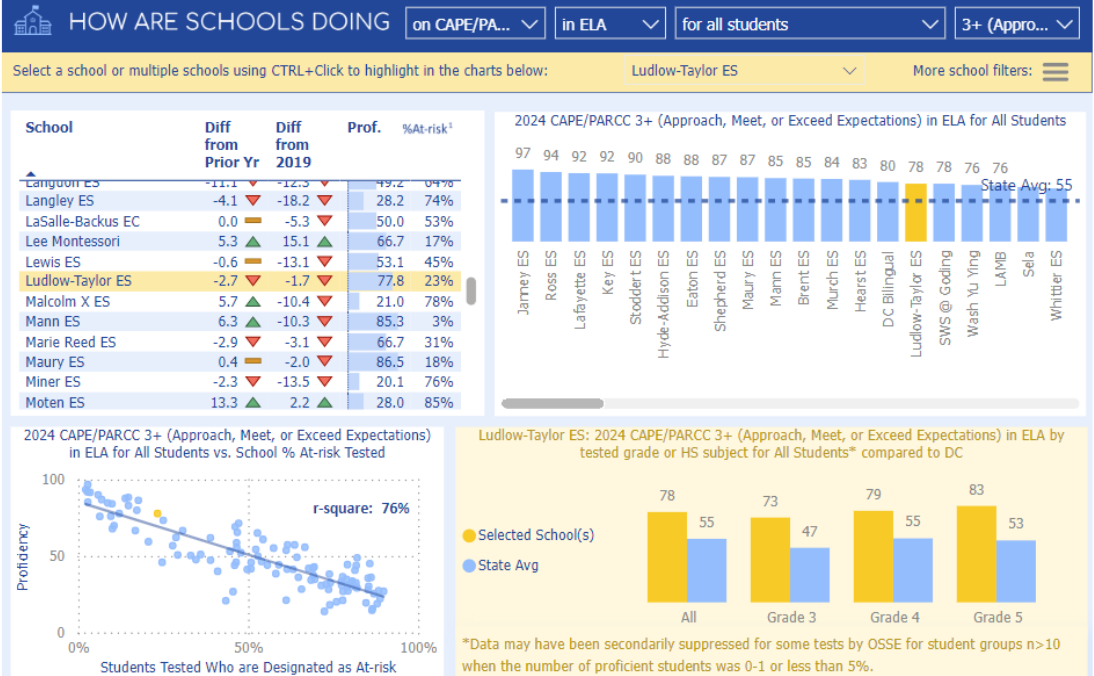 HOW ARE SCHOOLS DOING on CAPE/PA... in ELA for all students 3+ (Appro...
Select a school or multiple schools using CTRL+Click to highlight in the charts below: Ludlow-Taylor ES More school filters:
School Diff from Prior Yr Diff from 2019 Prof. %At-risk¹
Langdon ES -11.1 -12.3 49.2 64%
Langley ES -4.1 -18.2 28.2 74%
LaSalle-Backus EC 0.0 -5.3 50.0 53%
Lee Montessori 5.3 15.1 66.7 17%
Lewis ES -0.6 -13.1 53.1 45%
Ludlow-Taylor ES -2.7 -1.7 77.8 23%
Malcolm X ES 5.7 -10.4 21.0 78%
Mann ES 6.3 -10.3 85.3 3%
Marie Reed ES -2.9 -3.1 66.7 31%
Maury ES 0.4 -2.0 86.5 18%
Miner ES -2.3 -13.5 20.1 76%
Moten ES 13.3 2.2 28.0 85%
2024 CAPE/PARCC 3+ (Approach, Meet, or Exceed Expectations) in ELA for All Students
97 94 92 92 90 88 88 87 87 85 85 84 83 80 78 78 76 76
State Avg: 55
Janney ES
Ross ES
Lafayette ES
Key ES
Stoddert ES
Hyde-Addison ES
Eaton ES
Shepherd ES
Maury ES
Mann ES
Brent ES
Murch ES
Hearst ES
DC Bilingual
Ludlow-Taylor ES
SWS @ Goding
Wash Yu Ying
LAMB
Sela
Whittier ES
2024 CAPE/PARCC 3+ (Approach, Meet, or Exceed Expectations)
in ELA for All Students vs. School % At-risk Tested
r-square: 76%
Proficiency
100
50
0
0% 50% 100%
Students Tested Who are Designated as At-risk
Ludlow-Taylor ES: 2024 CAPE/PARCC 3+ (Approach, Meet, or Exceed Expectations) in ELA by
tested grade or HS subject for All Students* compared to DC
Selected School(s)
State Avg
78 55 73 47 79 55 83 53
All Grade 3 Grade 4 Grade 5
*Data may have been secondarily suppressed for some tests by OSSE for student groups n>10
when the number of proficient students was 0-1 or less than 5%.